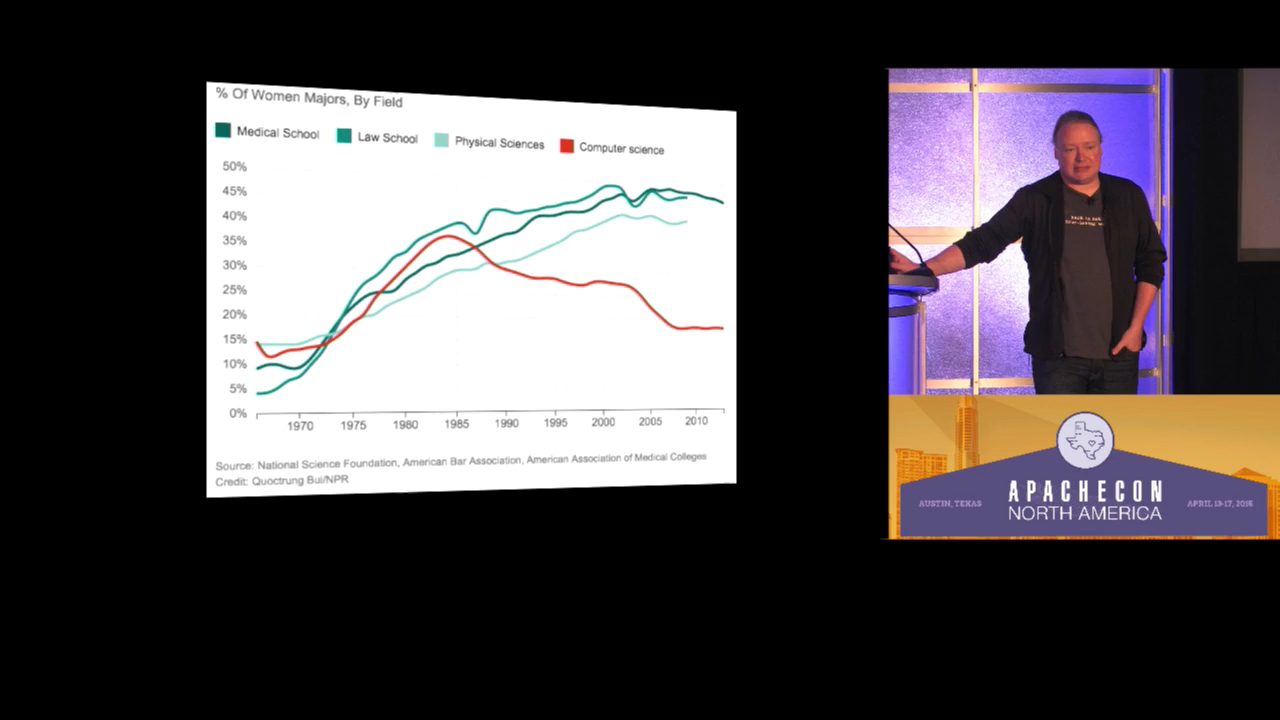 % Of Women Majors, By Field
Medical School Law School Physical Sciences Computer science
50%
45%
40%
35%
30%
25%
20%
15%
10%
5%
0%
1970 1975 1980 1985 1990 1995 2000 2005 2010
Source: National Science Foundation, American Bar Association, American Association of Medical Colleges
Credit: Quoctrung Bui/NPR
AUSTIN, TEXAS
APACHECON
NORTH AMERICA
APRIL 13-17, 2015